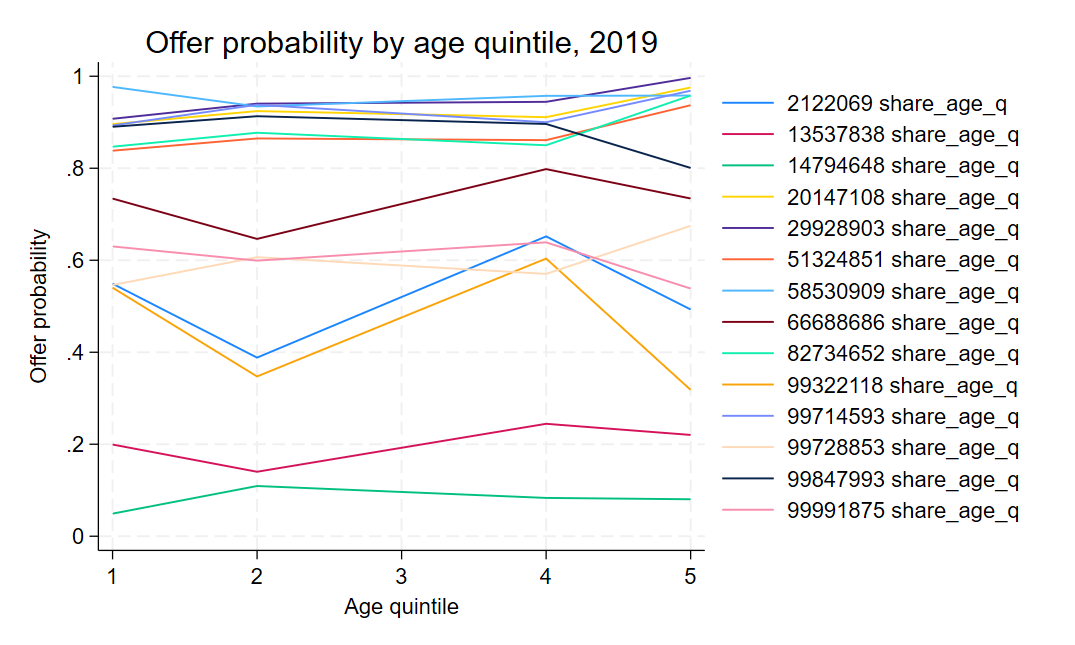 Offer probability by age quintile, 2019
Offer probability
1
.8
.6
.4
.2
0
1 2 3 4 5
Age quintile
2122069 share_age_q
13537838 share_age_q
14794648 share_age_q
20147108 share_age_q
29928903 share_age_q
51324851 share_age_q
58530909 share_age_q
66688686 share_age_q
82734652 share_age_q
99322118 share_age_q
99714593 share_age_q
99728853 share_age_q
99847993 share_age_q
99991875 share_age_q